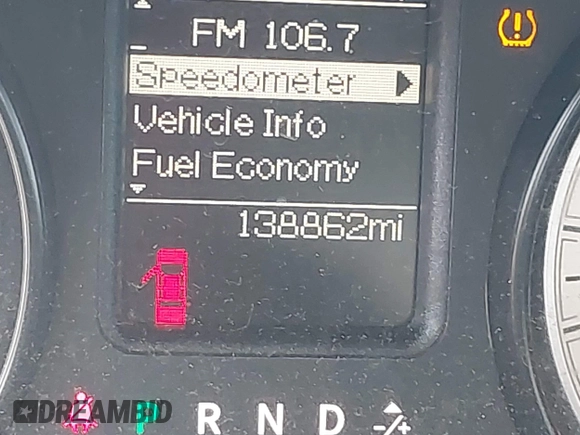 FM 106.7
Speedometer
Vehicle Info
Fuel Economy
138862mi
P R N D -/+
DREAMBID